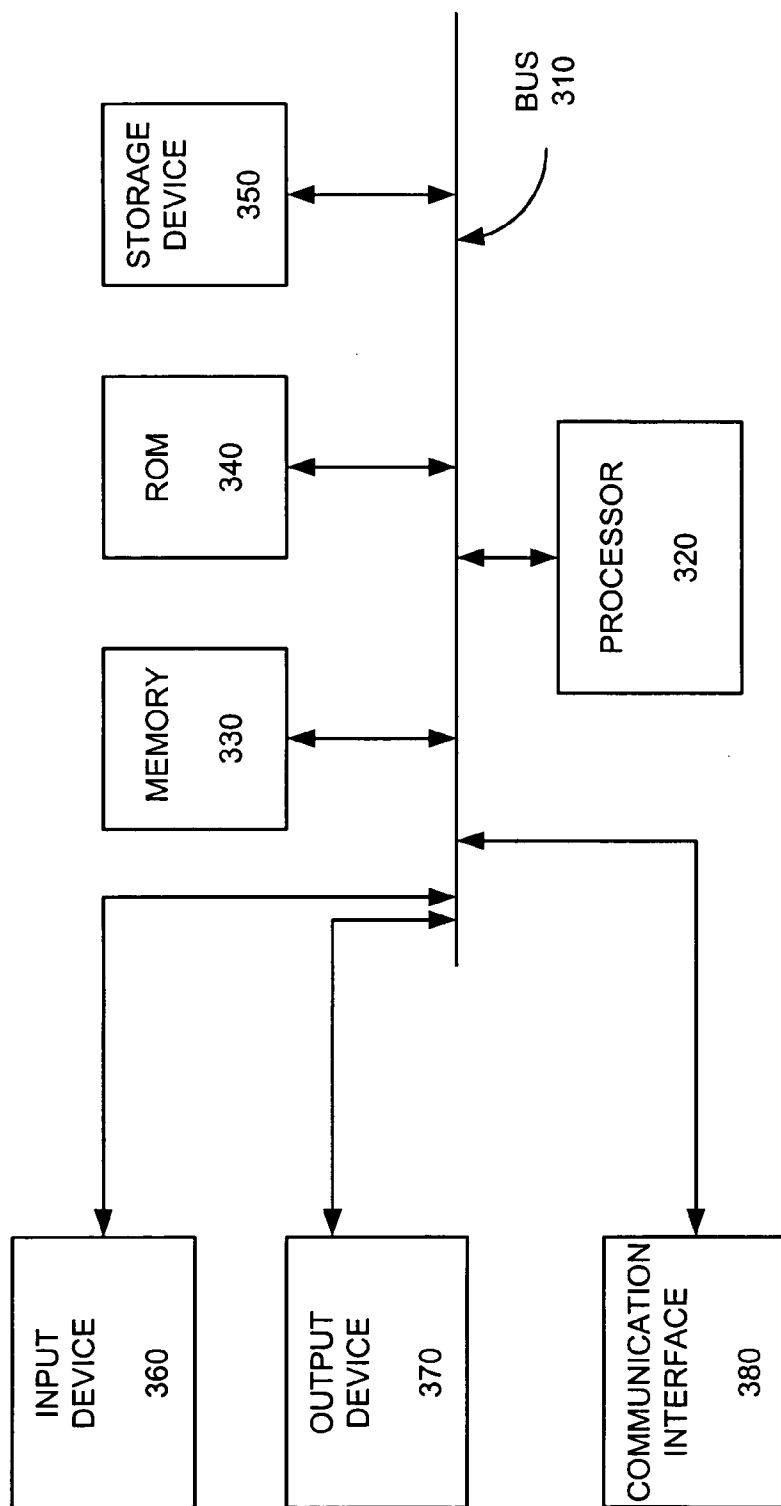 INPUT
DEVICE
360
OUTPUT
DEVICE
370
COMMUNICATION
INTERFACE
380
MEMORY
330
ROM
340
STORAGE
DEVICE
350
PROCESSOR
320
BUS
310